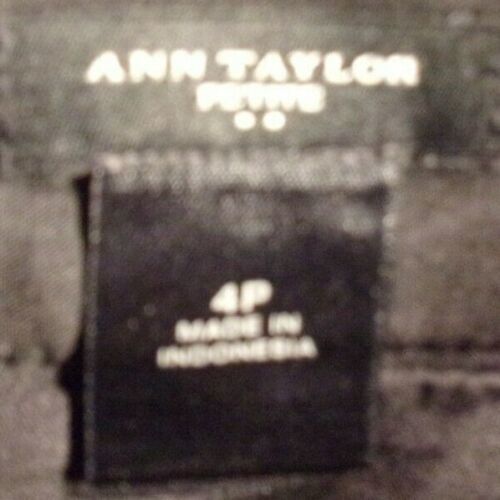 ANN TAYLOR
PETITE
4P
MADE IN
INDONESIA